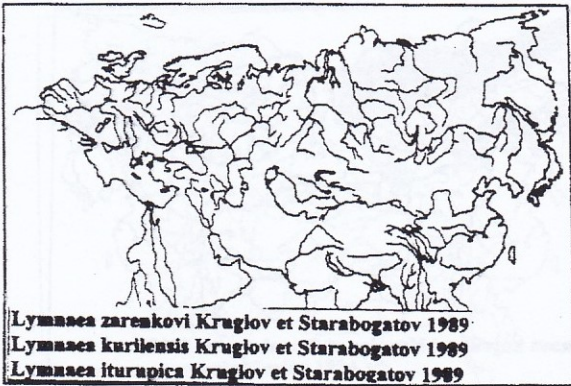 Lymnaea zarenkovi Kruglov et Starabogatov 1989
Lymnaea kurilensis Kruglov et Starabogatov 1989
Lymnaea iturupica Kruglov et Starabogatov 1989